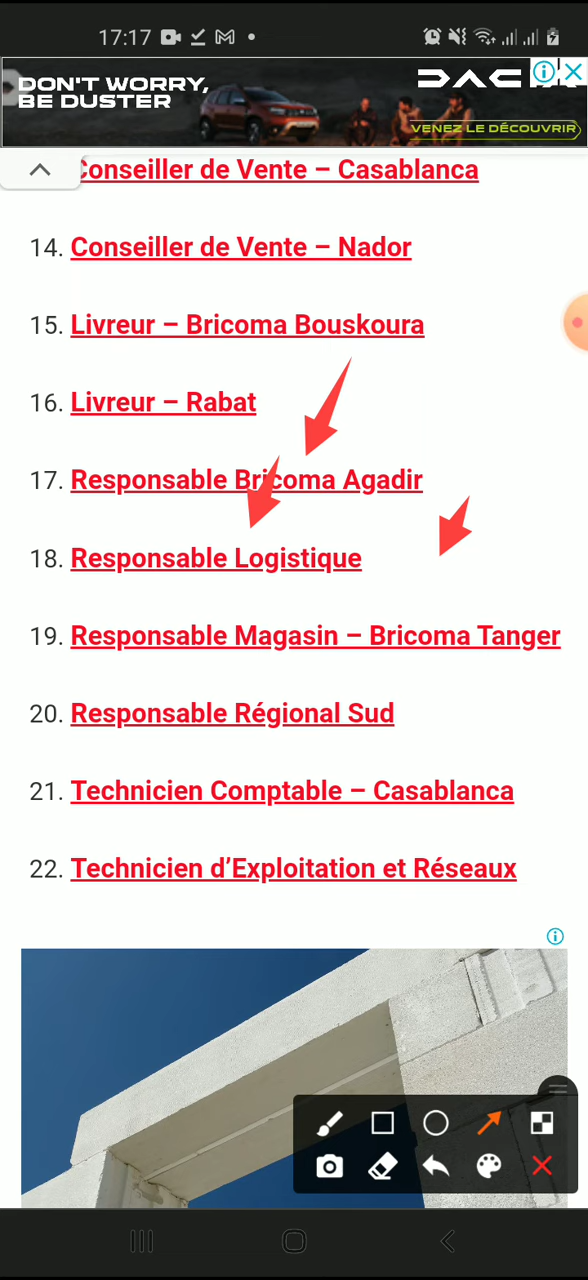 17:17
DON'T WORRY,
BE DUSTER
VENEZ LE DÉCOUVRIR
Conseiller de Vente – Casablanca
14. Conseiller de Vente – Nador
15. Livreur – Bricoma Bouskoura
16. Livreur – Rabat
17. Responsable Bricoma Agadir
18. Responsable Logistique
19. Responsable Magasin – Bricoma Tanger
20. Responsable Régional Sud
21. Technicien Comptable – Casablanca
22. Technicien d’Exploitation et Réseaux